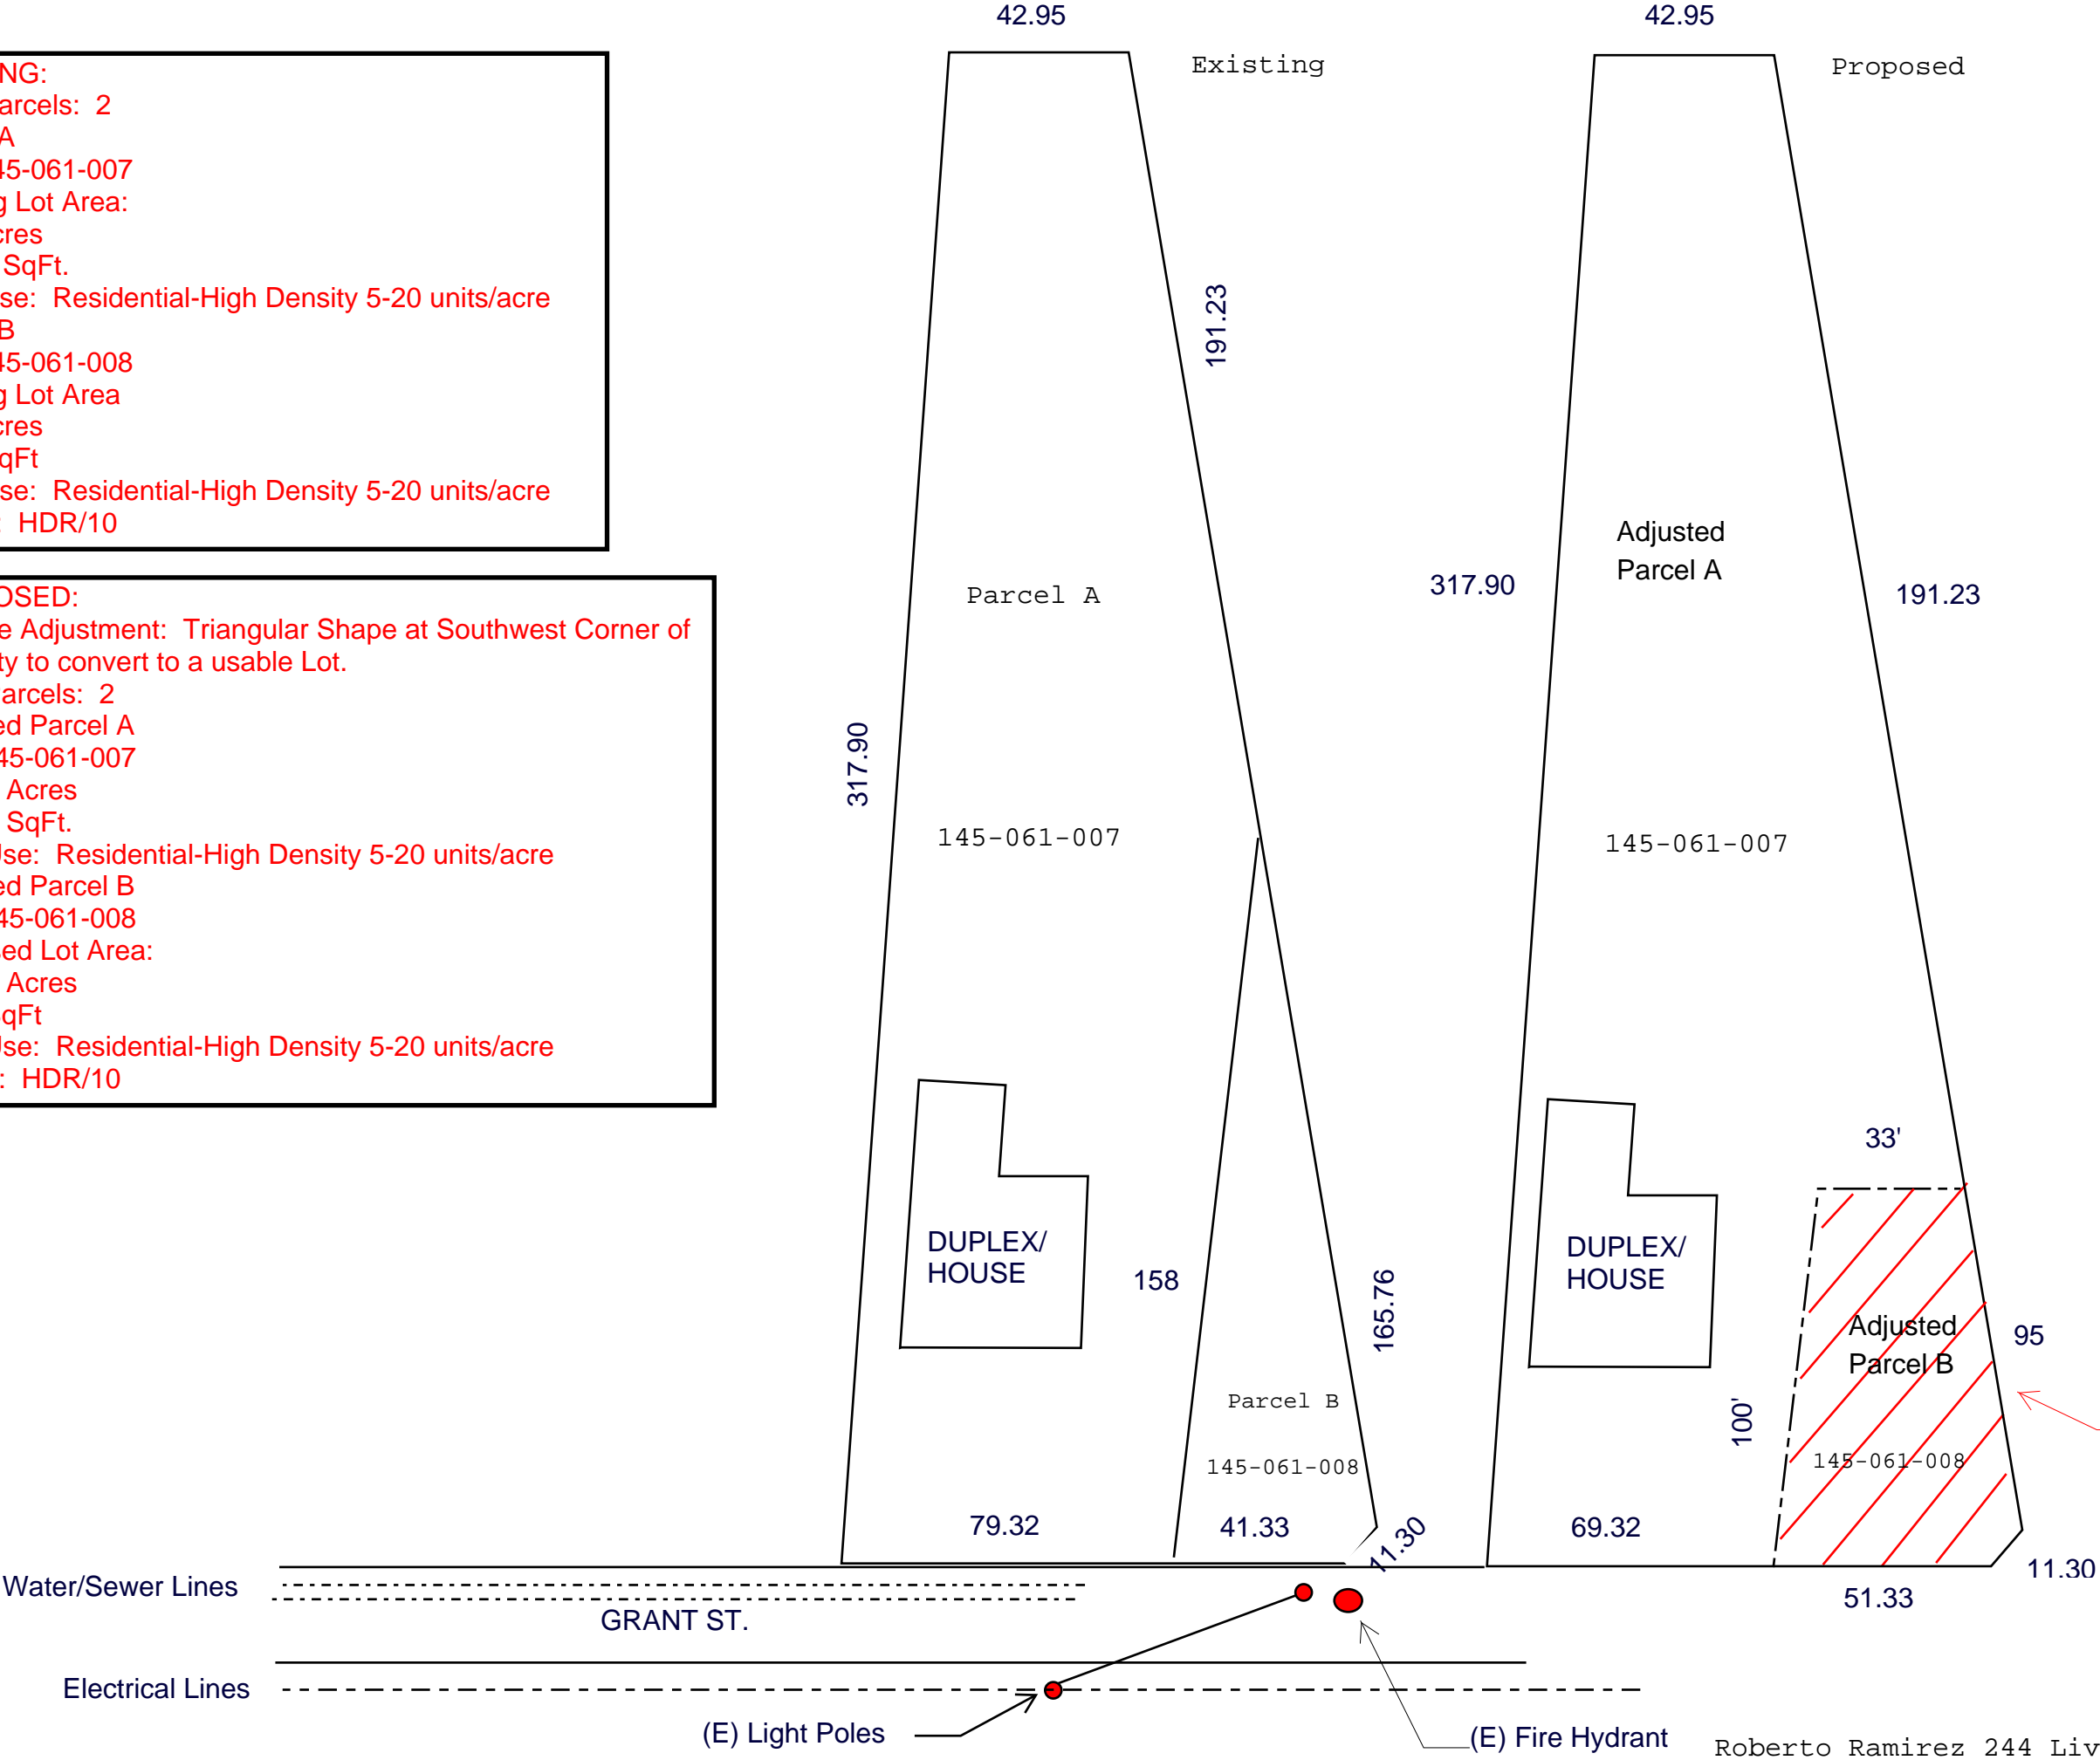 NG:
arcels: 2
A
45-061-007
g Lot Area:
cres
SqFt.
se: Residential-High Density 5-20 units/acre
B
45-061-008
g Lot Area
cres
qFt
se: Residential-High Density 5-20 units/acre
: HDR/10
OSED:
e Adjustment: Triangular Shape at Southwest Corner of
ty to convert to a usable Lot.
arcels: 2
ed Parcel A
45-061-007
Acres
SqFt.
Use: Residential-High Density 5-20 units/acre
ed Parcel B
45-061-008
sed Lot Area:
Acres
qFt
Use: Residential-High Density 5-20 units/acre
: HDR/10
42.95
Existing
191.23
Parcel A
317.90
145-061-007
DUPLEX/
HOUSE
158
165.76
Parcel B
145-061-008
79.32
41.33
11.30
42.95
Proposed
Adjusted
Parcel A
317.90
191.23
145-061-007
33'
DUPLEX/
HOUSE
Adjusted
Parcel B
95
100'
145-061-008
69.32
11.30
51.33
Water/Sewer Lines
GRANT ST.
Electrical Lines
(E) Light Poles
(E) Fire Hydrant
Roberto Ramirez 244 Liv